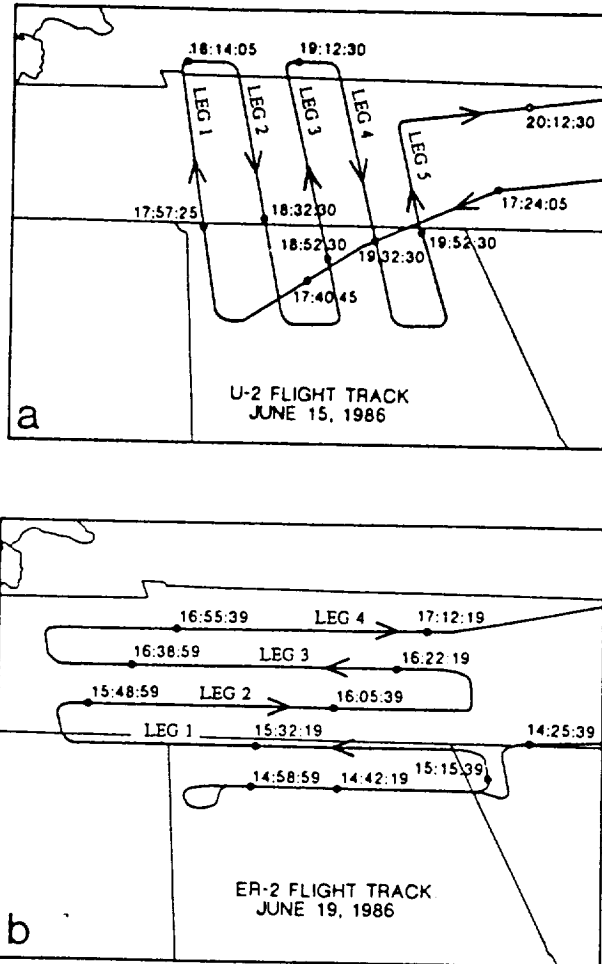 18:14:05
19:12:30
LEG 1
LEG 2
LEG 3
LEG 4
LEG 5
20:12:30
17:24:05
17:57:25
18:32:30
18:52:30
19:32:30
19:52:30
17:40:45
U-2 FLIGHT TRACK
JUNE 15, 1986
a
16:55:39
LEG 4
17:12:19
16:38:59
LEG 3
16:22:19
15:48:59
LEG 2
16:05:39
LEG 1
15:32:19
14:25:39
15:15:39
14:58:59
14:42:19
ER-2 FLIGHT TRACK
JUNE 19, 1986
b